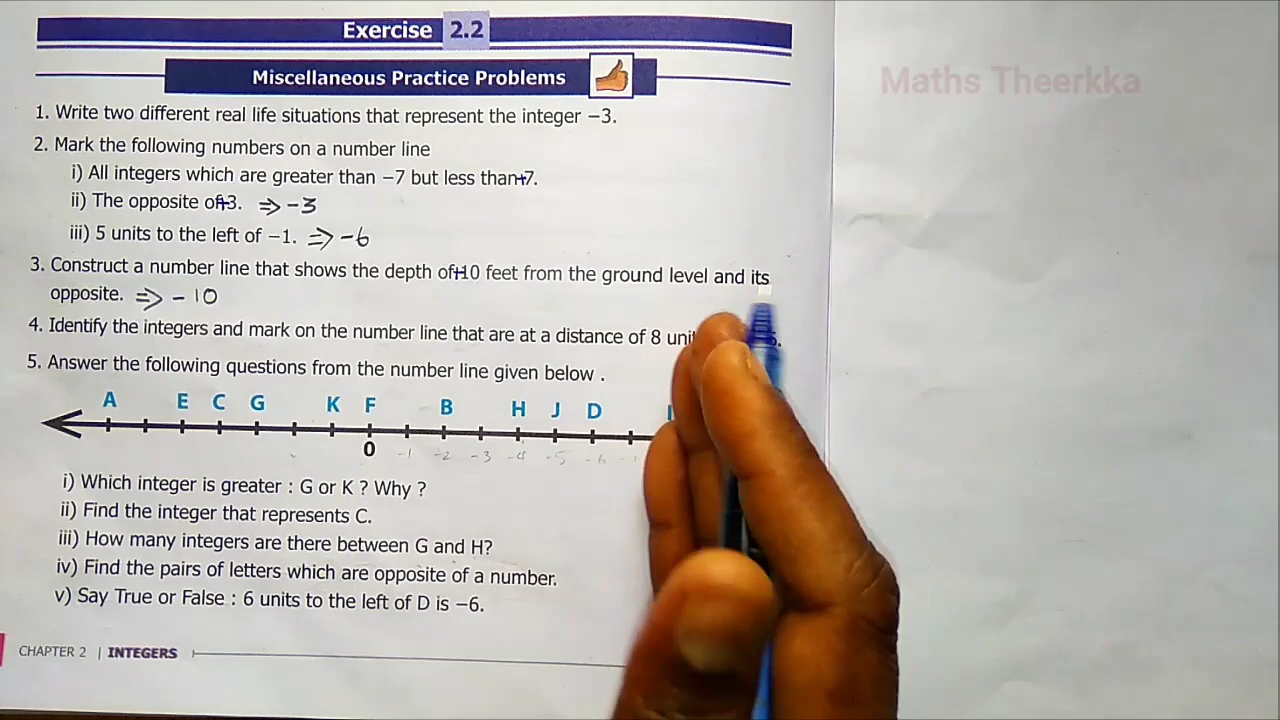 Exercise 2.2
Miscellaneous Practice Problems
Maths Theerkka
1. Write two different real life situations that represent the integer −3.
2. Mark the following numbers on a number line
i) All integers which are greater than −7 but less than +7.
ii) The opposite of +3. ⇒ -3
iii) 5 units to the left of −1. ⇒ -6
3. Construct a number line that shows the depth of +10 feet from the ground level and its
opposite. ⇒ - 10
4. Identify the integers and mark on the number line that are at a distance of 8
5. Answer the following questions from the number line given below .
A E C G K F B H J D
0 -1 -2 -3 -4 -5 -6
i) Which integer is greater : G or K ? Why ?
ii) Find the integer that represents C.
iii) How many integers are there between G and H?
iv) Find the pairs of letters which are opposite of a number.
v) Say True or False : 6 units to the left of D is −6.
CHAPTER 2 | INTEGERS